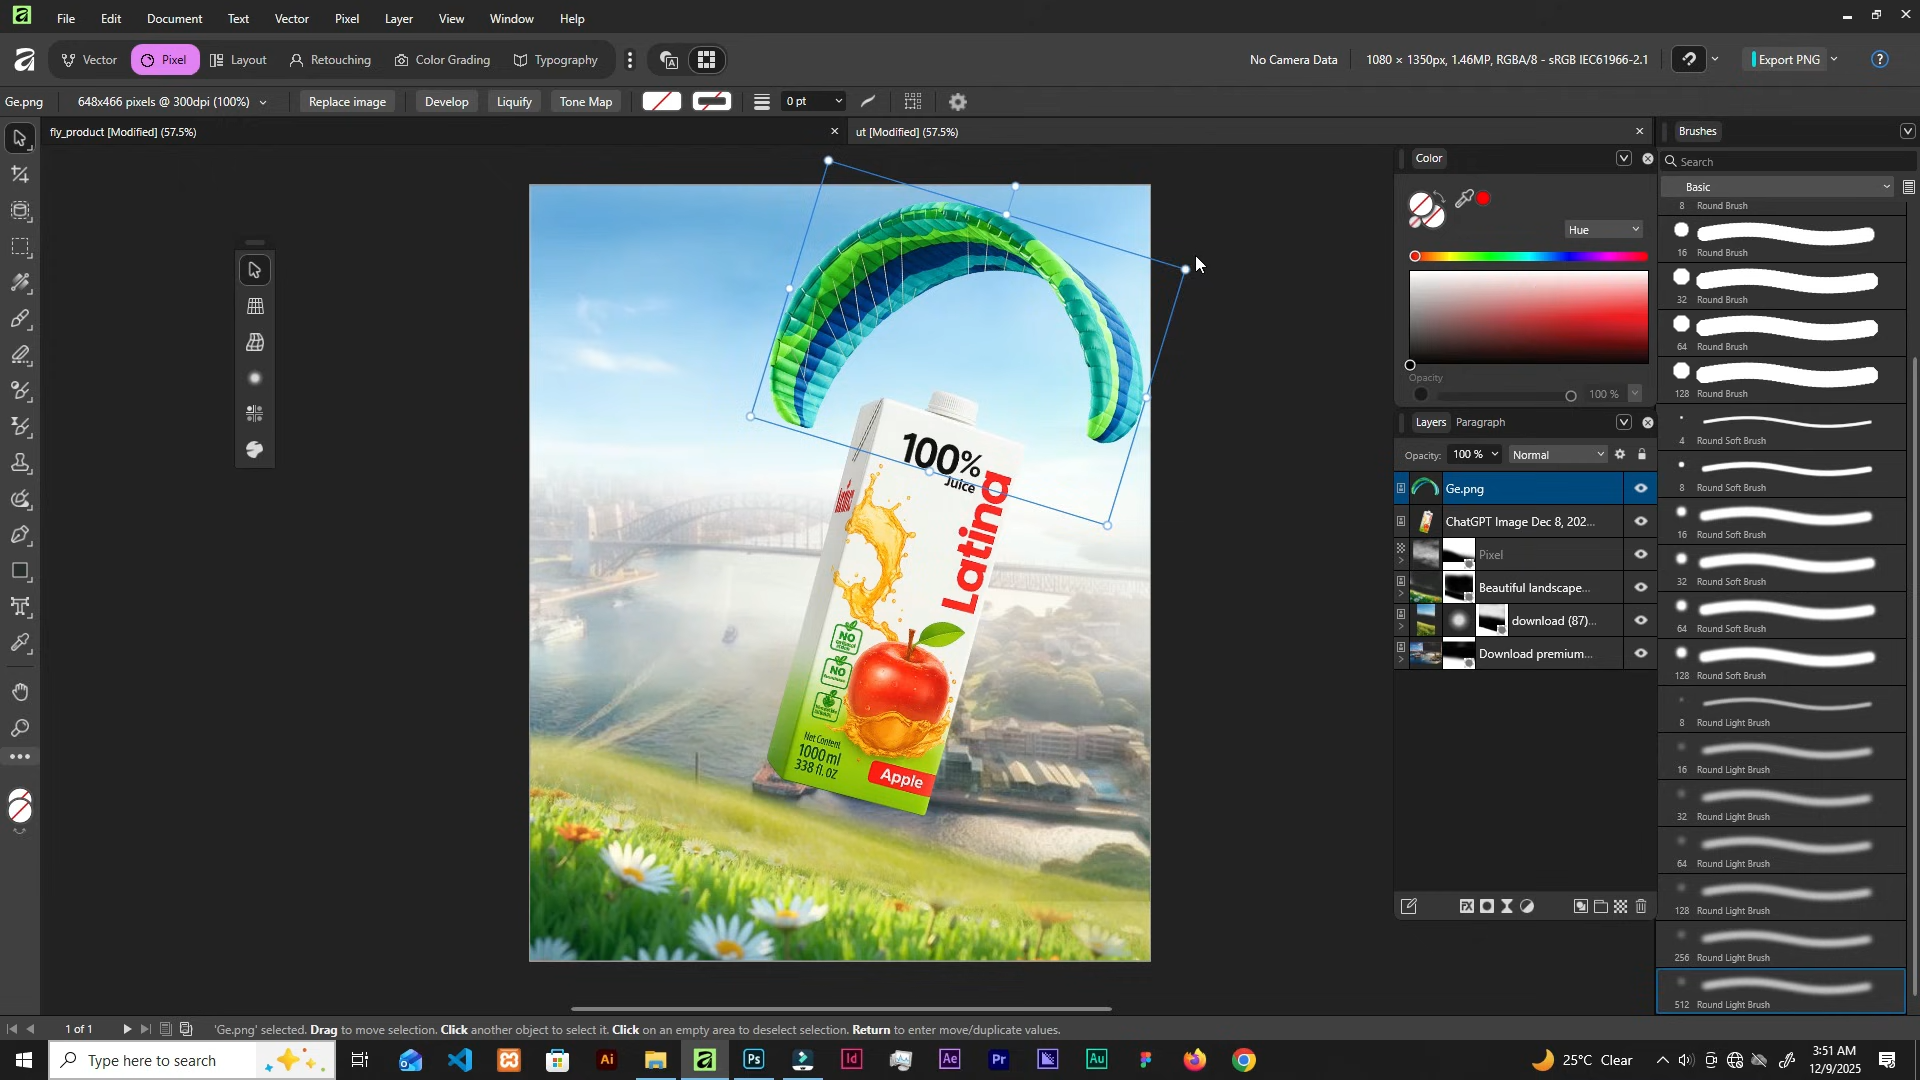 File Edit Document Text Vector Pixel Layer View Window Help
Vector Pixel Layout Retouching Color Grading Typography No Camera Data 1080 × 1350px, 1.46MP, RGBA/8 - sRGB IEC61966-2.1 Export PNG
Ge.png 648x466 pixels @ 300dpi (100%) Replace image Develop Liquify Tone Map 0 pt
fly_product [Modified] (57.5%) ut [Modified] (57.5%)
Brushes
Search
Basic
8 Round Brush
16 Round Brush
32 Round Brush
64 Round Brush
128 Round Brush
4 Round Soft Brush
8 Round Soft Brush
16 Round Soft Brush
32 Round Soft Brush
64 Round Soft Brush
128 Round Soft Brush
8 Round Light Brush
16 Round Light Brush
32 Round Light Brush
64 Round Light Brush
128 Round Light Brush
256 Round Light Brush
512 Round Light Brush
Color
Hue
Opacity
100 %
Layers Paragraph
Opacity: 100 % Normal
Ge.png
ChatGPT Image Dec 8, 202...
Pixel
Beautiful landscape...
download (87)...
Download premium...
100%
Juice
Latina
NO
NO
Net Content
1000 ml
338 fl. oz
Apple
1 of 1 'Ge.png' selected. Drag to move selection. Click another object to select it. Click on an empty area to deselect selection. Return to enter move/duplicate values.
Type here to search
Ai Ps Id Ae Pr Au
25°C Clear
3:51 AM
12/9/2025